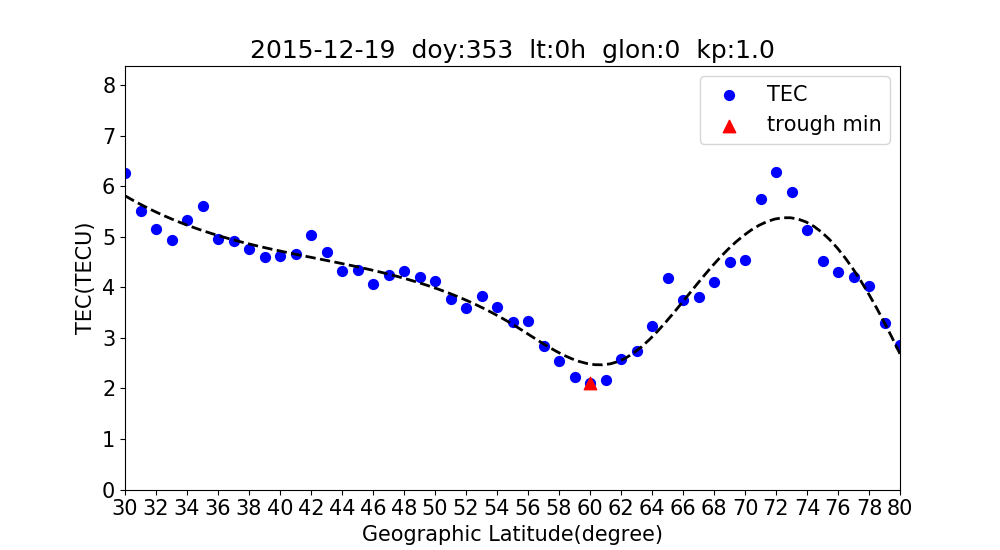 2015-12-19 doy:353 lt:0h glon:0 kp:1.0
TEC
trough min
8
7
6
5
4
3
2
1
0
TEC(TECU)
30 32 34 36 38 40 42 44 46 48 50 52 54 56 58 60 62 64 66 68 70 72 74 76 78 80
Geographic Latitude(degree)